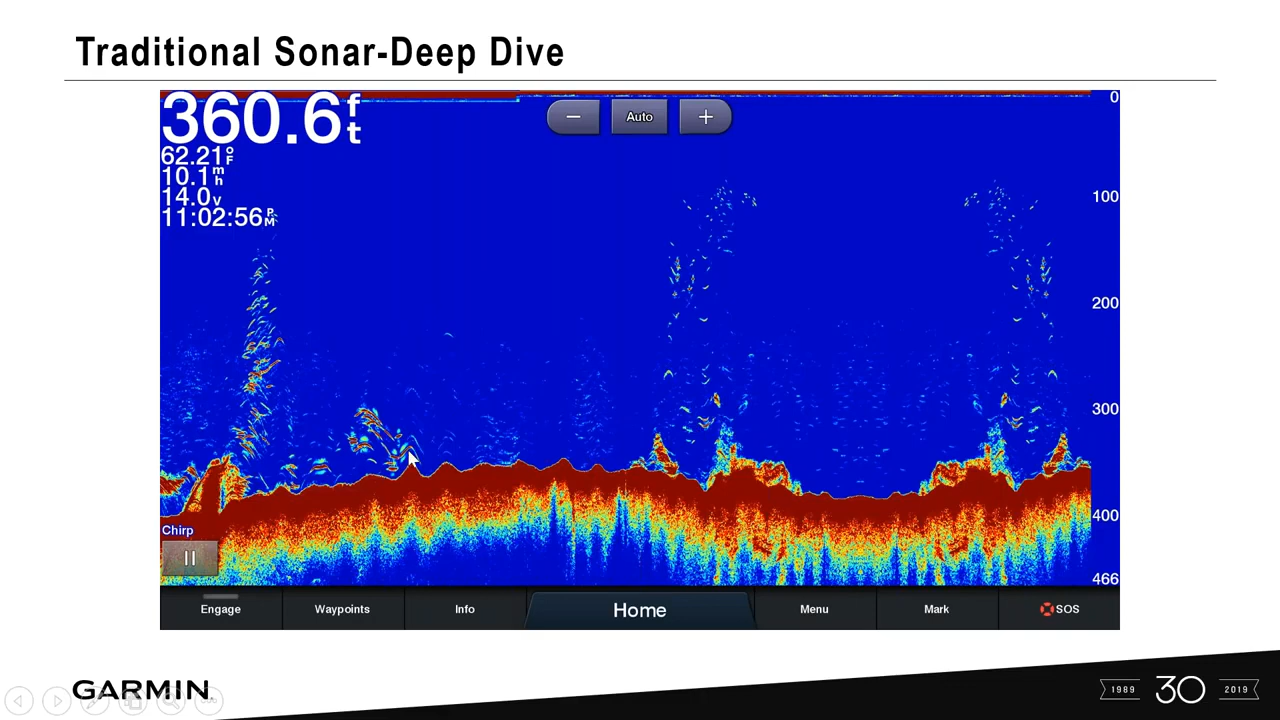 Traditional Sonar-Deep Dive
360.6ft
62.21°F
10.1mh
14.0V
11:02:56PM
− Auto +
0
100
200
300
400
466
Chirp
Engage Waypoints Info Home Menu Mark SOS
GARMIN.
1989 30 2019